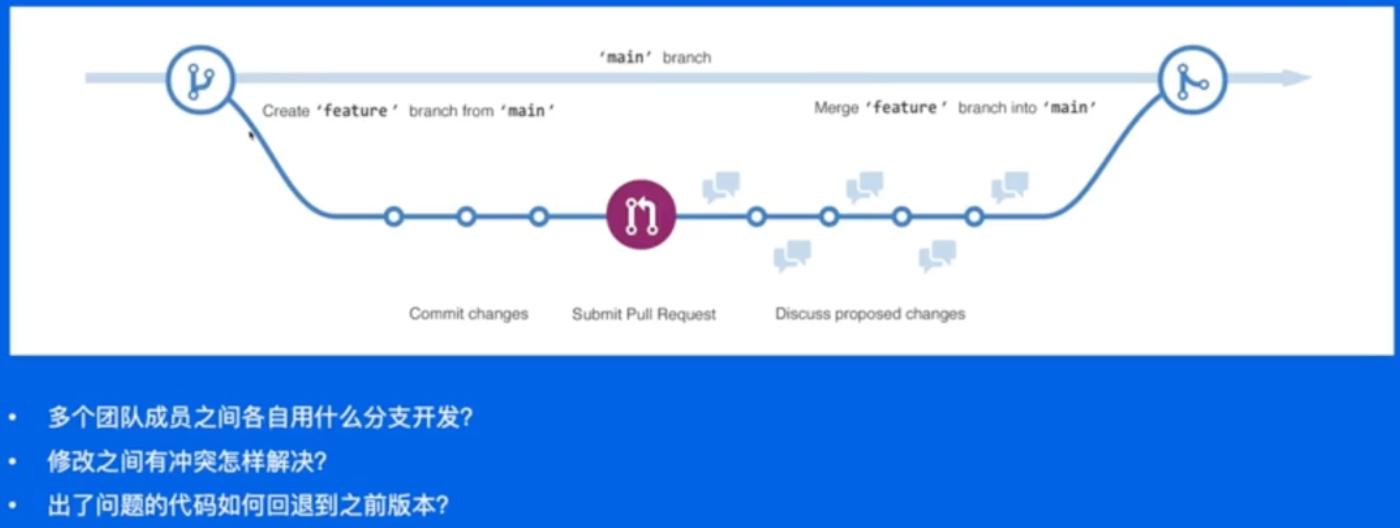 ‘main’ branch
Create ‘feature’ branch from ‘main‘
Merge ‘feature’ branch into ‘main’
Commit changes
Submit Pull Request
Discuss proposed changes
• 多个团队成员之间各自用什么分支开发?
• 修改之间有冲突怎样解决?
• 出了问题的代码如何回退到之前版本?